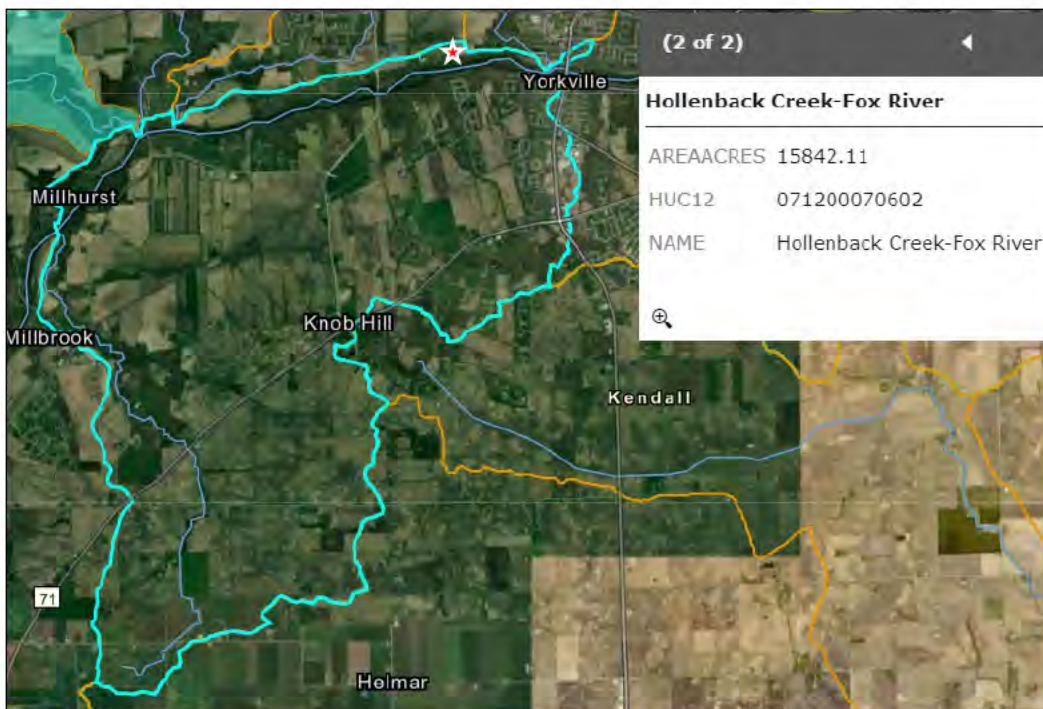 (2 of 2)
Yorkville
Hollenback Creek-Fox River
AREAACRES 15842.11
Millhurst
HUC12 071200070602
NAME Hollenback Creek-Fox River
Knob Hill
Millbrook
Kendall
71
Helmar